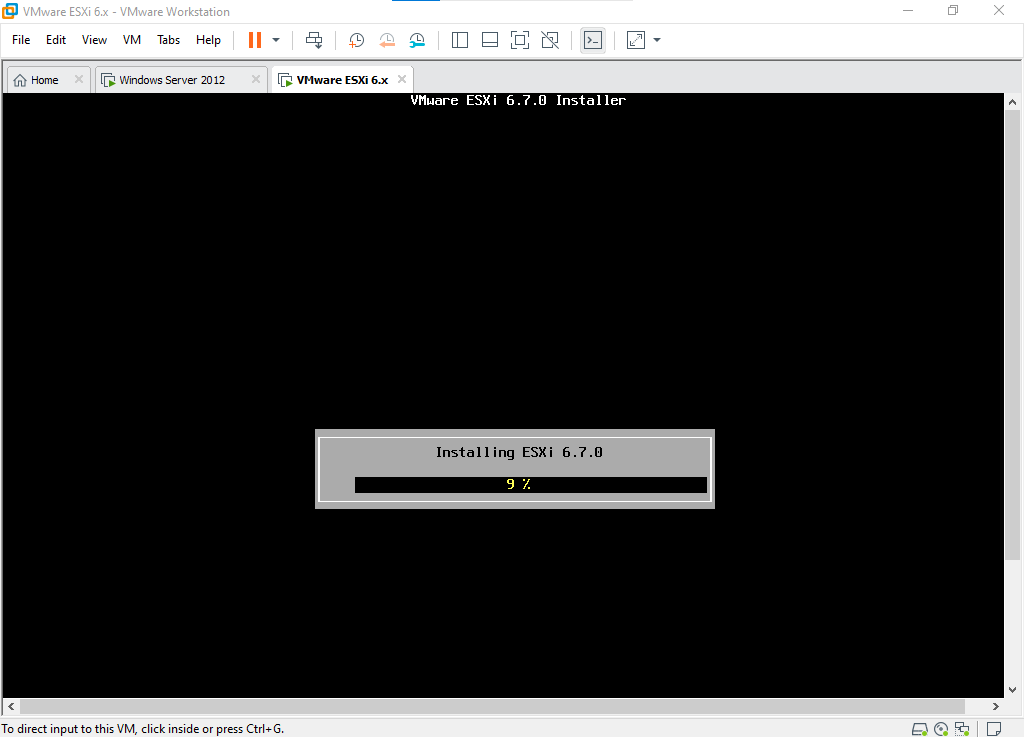 VMware ESXi 6.x - VMware Workstation
File Edit View VM Tabs Help
Home Windows Server 2012 VMware ESXi 6.x
VMware ESXi 6.7.0 Installer
Installing ESXi 6.7.0
9 %
To direct input to this VM, click inside or press Ctrl+G.